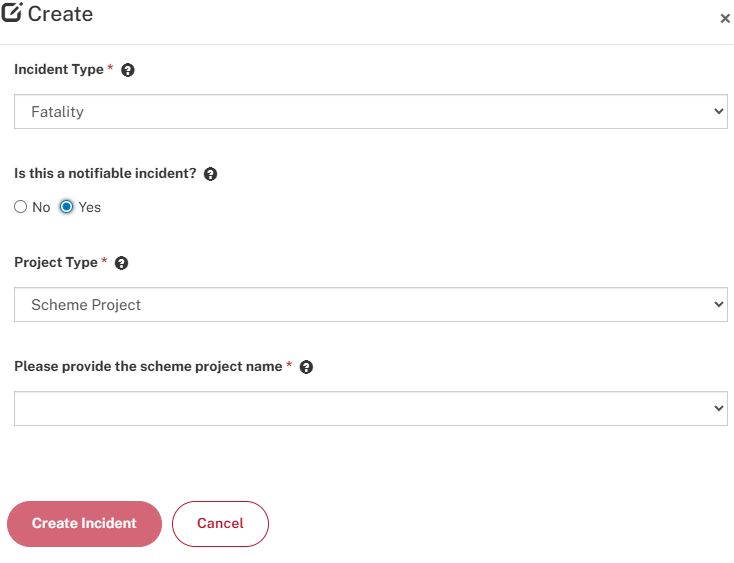 Create
×
Incident Type *
Fatality
Is this a notifiable incident?
No Yes
Project Type *
Scheme Project
Please provide the scheme project name *
Create Incident Cancel